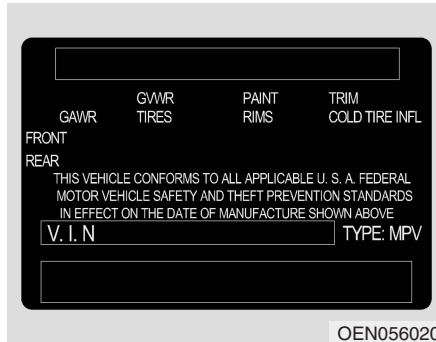 GVWR PAINT TRIM
GAWR TIRES RIMS COLD TIRE INFL
FRONT
REAR
THIS VEHICLE CONFORMS TO ALL APPLICABLE U. S. A. FEDERAL
MOTOR VEHICLE SAFETY AND THEFT PREVENTION STANDARDS
IN EFFECT ON THE DATE OF MANUFACTURE SHOWN ABOVE
V. I. N TYPE: MPV
OEN056020